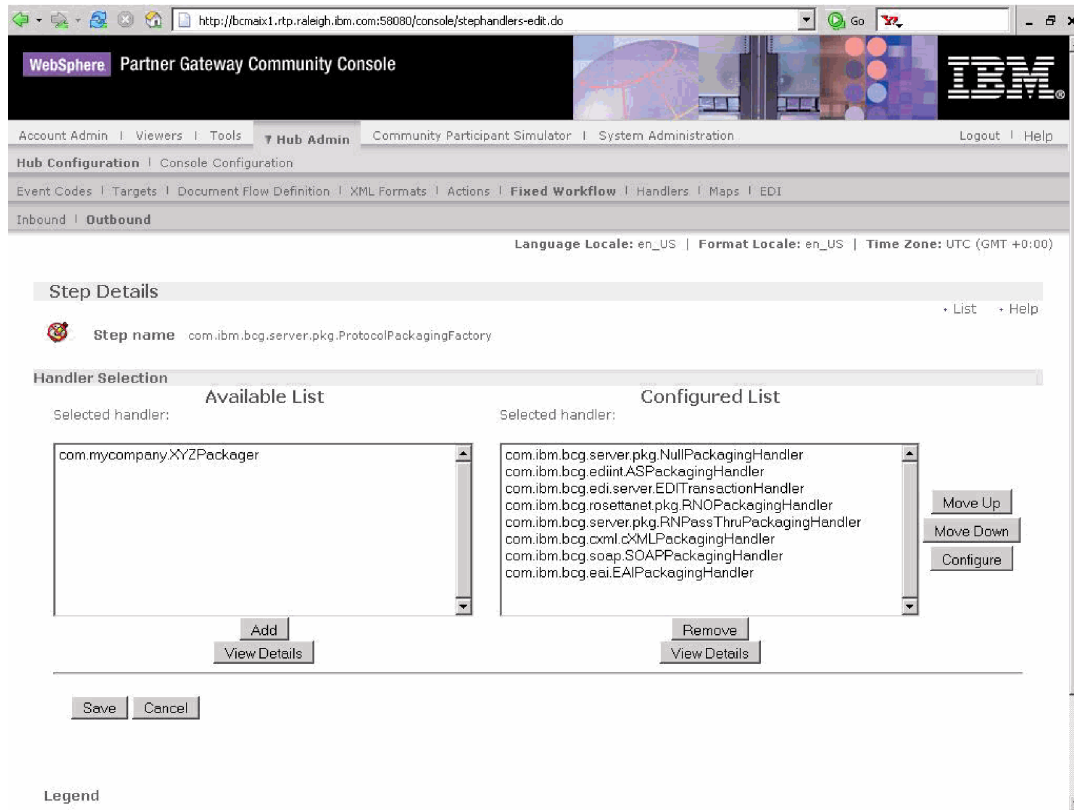 http://bcmaix1.rtp.raleigh.ibm.com:58080/console/stephandlers-edit.do Go
WebSphere. Partner Gateway Community Console IBM®
Account Admin | Viewers | Tools Hub Admin Community Participant Simulator | System Administration Logout | Help
Hub Configuration | Console Configuration
Event Codes | Targets | Document Flow Definition | XML Formats | Actions | Fixed Workflow | Handlers | Maps | EDI
Inbound | Outbound
Language Locale: en_US | Format Locale: en_US | Time Zone: UTC (GMT +0:00)
Step Details
List Help
Step name com.ibm.bcg.server.pkg.ProtocolPackagingFactory
Handler Selection
Available List
Selected handler:
com.mycompany.XYZPackager
Add
View Details
Configured List
Selected handler:
com.ibm.bcg.server.pkg.NullPackagingHandler
com.ibm.bcg.ediint.ASPackagingHandler
com.ibm.bcg.edi.server.EDITransactionHandler
com.ibm.bcg.rosettanet.pkg.RNOPackagingHandler
com.ibm.bcg.server.pkg.RNPassThruPackagingHandler
com.ibm.bcg.cxml.cXMLPackagingHandler
com.ibm.bcg.soap.SOAPPackagingHandler
com.ibm.bcg.eai.EAIPackagingHandler
Remove
View Details
Move Up
Move Down
Configure
Save Cancel
Legend